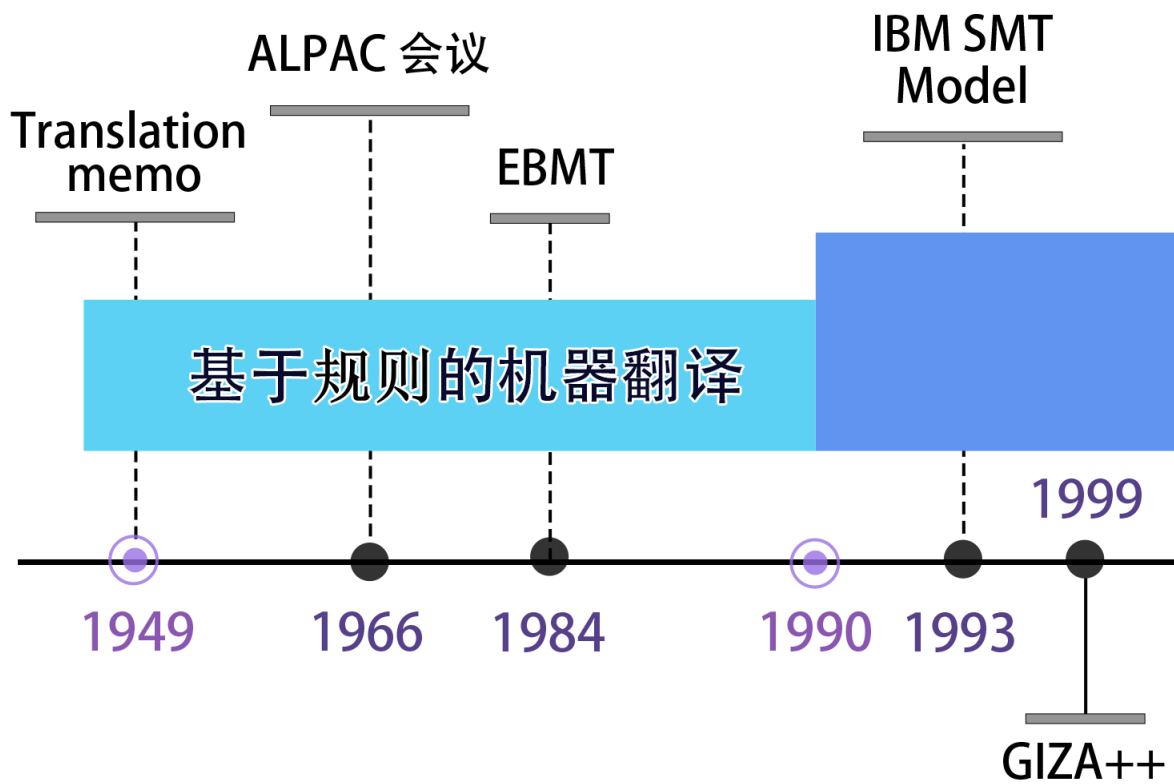 ALPAC 会议
IBM SMT
Model
Translation
memo
EBMT
基于规则的机器翻译
1999
1949
1966
1984
1990
1993
GIZA++